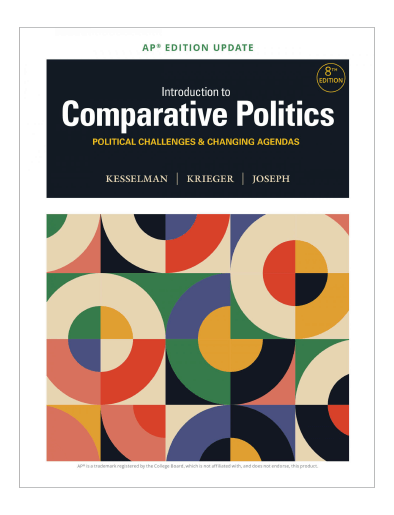 AP® EDITION UPDATE
8TH
EDITION
Introduction to
Comparative Politics
POLITICAL CHALLENGES & CHANGING AGENDAS
KESSELMAN | KRIEGER | JOSEPH
AP® is a trademark registered by the College Board, which is not affiliated with, and does not endorse, this product.